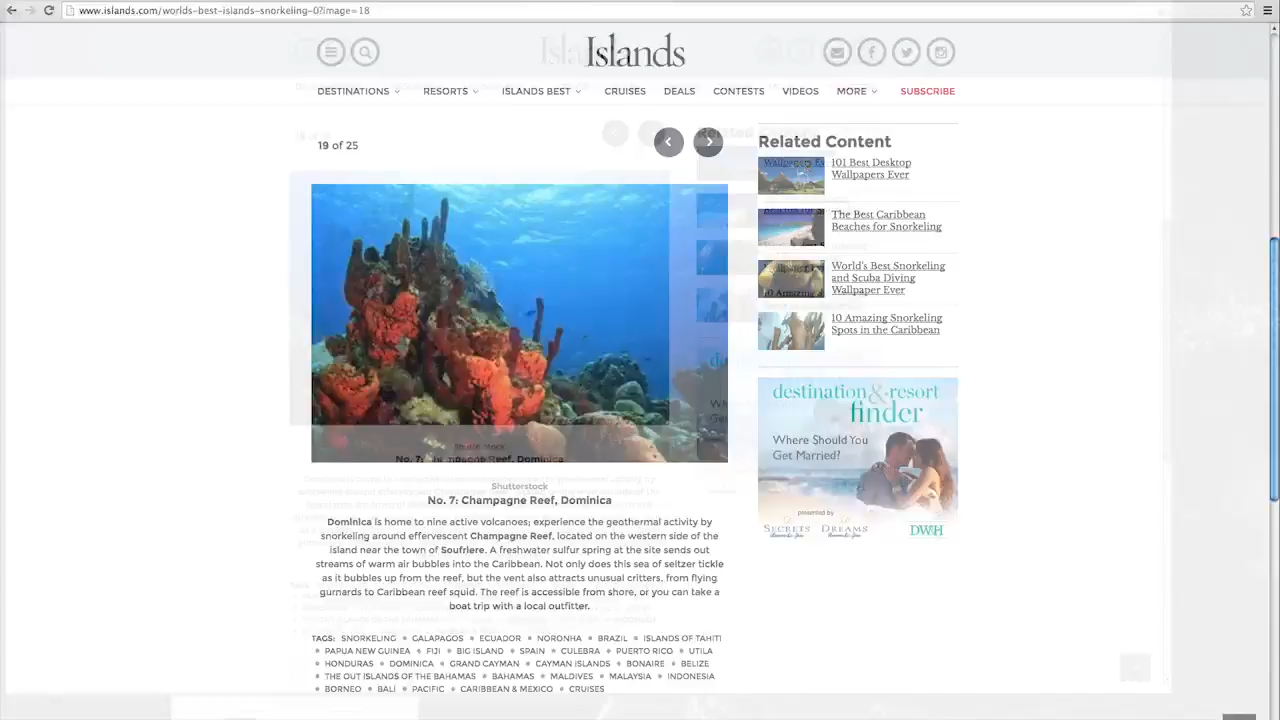 www.islands.com/worlds-best-islands-snorkeling-0?image=18
Islands
DESTINATIONS RESORTS ISLANDS BEST CRUISES DEALS CONTESTS VIDEOS MORE SUBSCRIBE
19 of 25
Shutterstock
No. 7: Champagne Reef, Dominica
Dominica is home to nine active volcanoes; experience the geothermal activity by
snorkeling around effervescent Champagne Reef, located on the western side of the
island near the town of Soufriere. A freshwater sulfur spring at the site sends out
streams of warm air bubbles into the Caribbean. Not only does this sea of seltzer tickle
as it bubbles up from the reef, but the vent also attracts unusual critters, from flying
gurnards to Caribbean reef squid. The reef is accessible from shore, or you can take a
boat trip with a local outfitter.
TAGS: SNORKELING • GALAPAGOS • ECUADOR • NORONHA • BRAZIL • ISLANDS OF TAHITI
• PAPUA NEW GUINEA • FIJI • BIG ISLAND • SPAIN • CULEBRA • PUERTO RICO • UTILA
• HONDURAS • DOMINICA • GRAND CAYMAN • CAYMAN ISLANDS • BONAIRE • BELIZE
• THE OUT ISLANDS OF THE BAHAMAS • BAHAMAS • MALDIVES • MALAYSIA • INDONESIA
• BORNEO • BALI • PACIFIC • CARIBBEAN & MEXICO • CRUISES
Related Content
101 Best Desktop
Wallpapers Ever
The Best Caribbean
Beaches for Snorkeling
World's Best Snorkeling
and Scuba Diving
Wallpaper Ever
10 Amazing Snorkeling
Spots in the Caribbean
destination & resort
finder
Where Should You
Get Married?
presented by
SECRETS DREAMS DWH